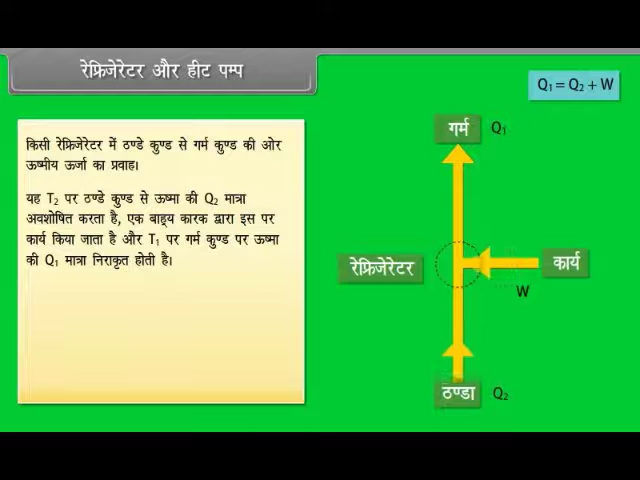 रेफ्रिजेरेटर और हीट पम्प
Q₁ = Q₂ + W
किसी रेफ्रिजेरेटर में ठण्डे कुण्ड से गर्म कुण्ड की ओर
ऊष्मीय ऊर्जा का प्रवाह।
यह T₂ पर ठण्डे कुण्ड से ऊष्मा की Q₂ मात्रा
अवशोषित करता है, एक बाह्य कारक द्वारा इस पर
कार्य किया जाता है और T₁ पर गर्म कुण्ड पर ऊष्मा
की Q₁ मात्रा निराकृत होती है।
गर्म Q₁
रेफ्रिजेरेटर
कार्य
W
ठण्डा Q₂